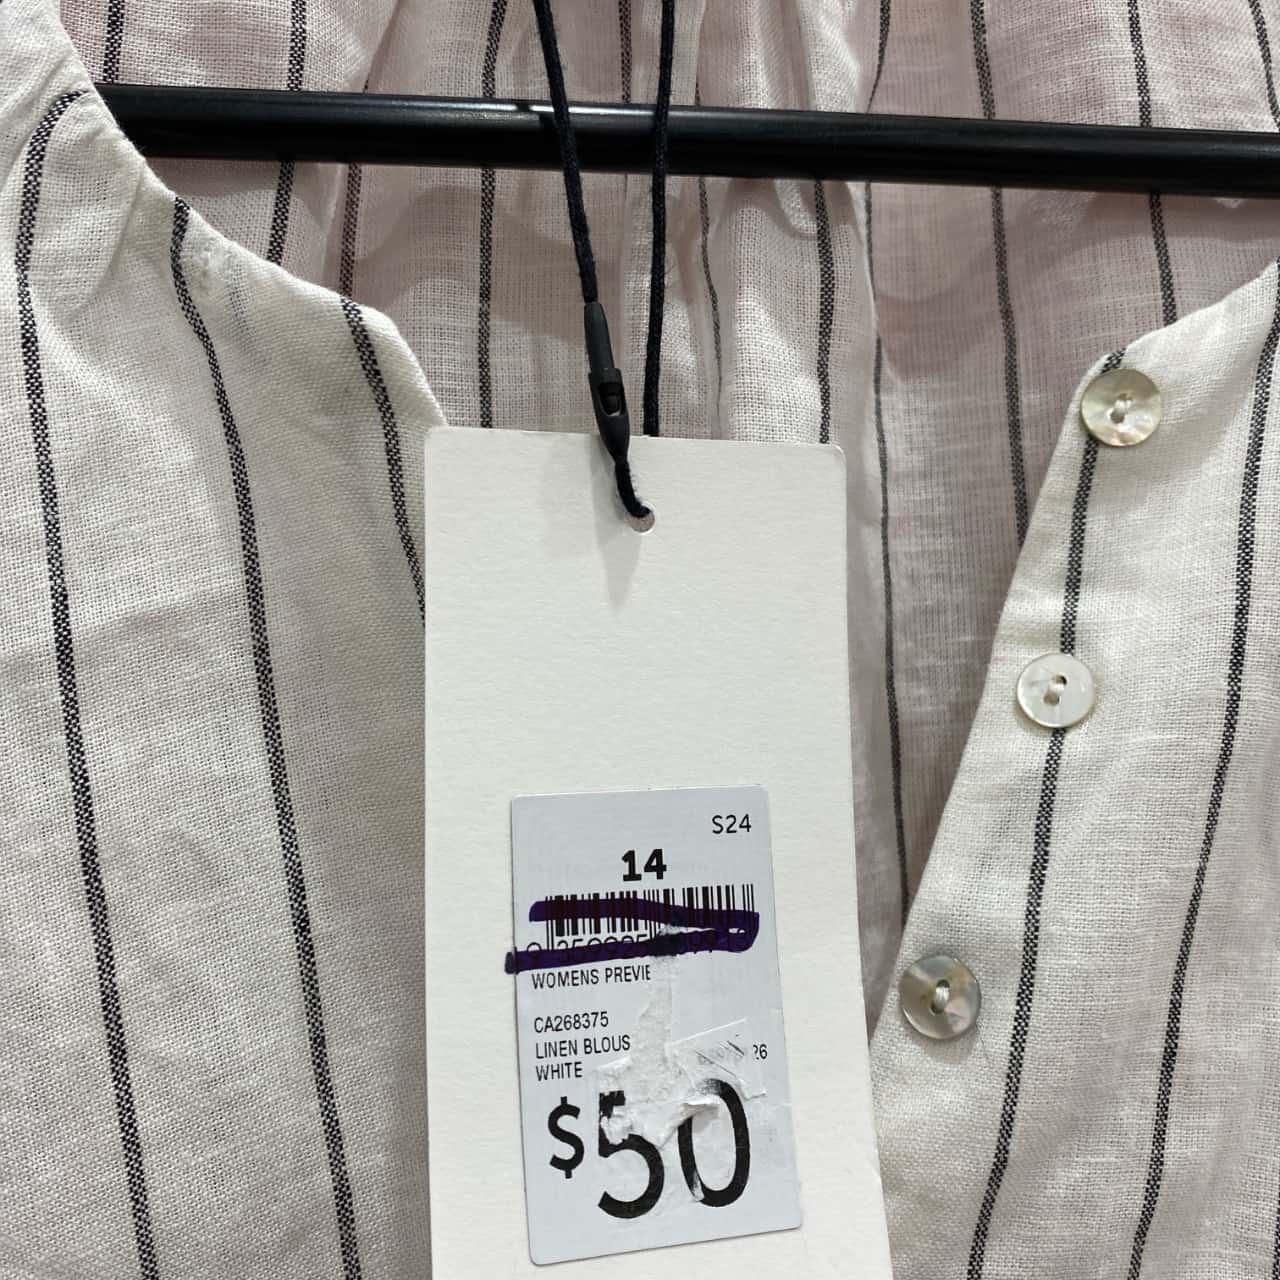 S24
14
WOMENS PREVIE
CA268375
LINEN BLOUS
WHITE
$50